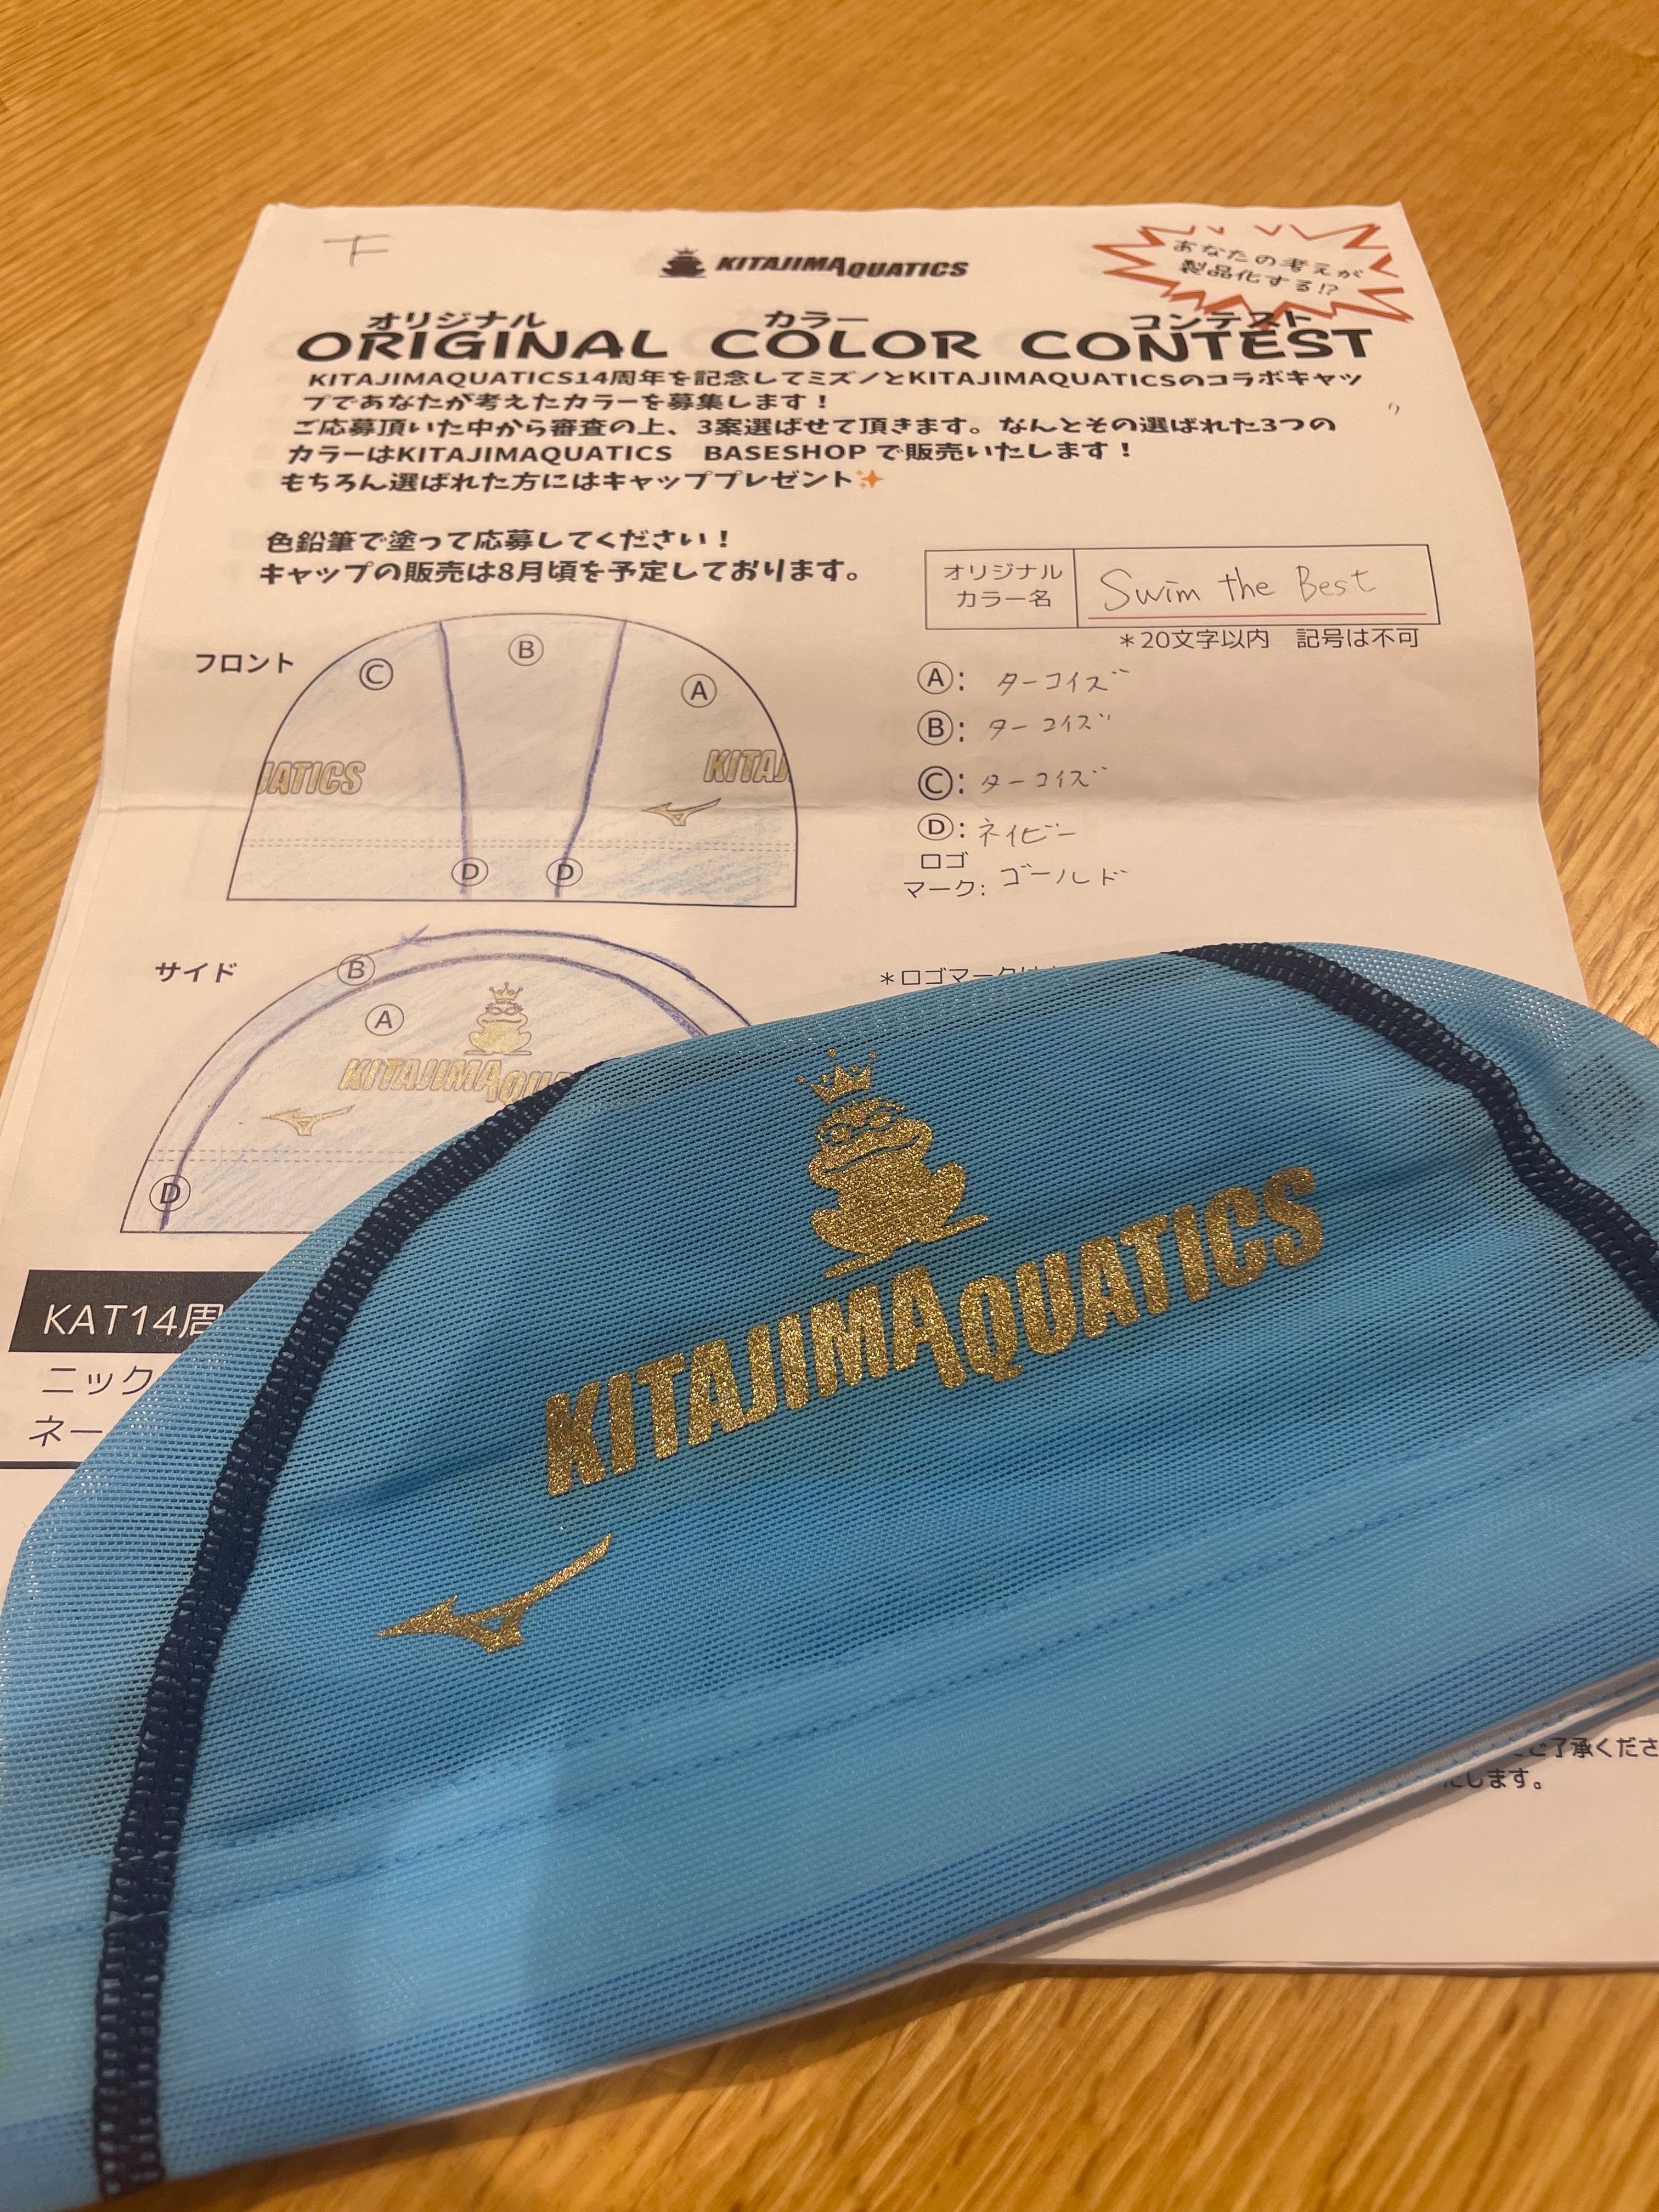 下
KITAJIMAQUATICS
あなたの考えが
製品化する!?
オリジナル カラー コンテスト
ORIGINAL COLOR CONTEST
KITAJIMAQUATICS14周年を記念してミズノとKITAJIMAQUATICSのコラボキャッ
プであなたが考えたカラーを募集します！
ご応募頂いた中から審査の上、3案選ばせて頂きます。なんとその選ばれた3つの
カラーはKITAJIMAQUATICS BASESHOPで販売いたします！
もちろん選ばれた方にはキャッププレゼント✨
色鉛筆で塗って応募してください！
キャップの販売は8月頃を予定しております。
オリジナル
カラー名
Swim the Best
＊20文字以内 記号は不可
フロント
Ⓒ Ⓑ Ⓐ
UATICS KITAJ
Ⓓ Ⓓ
Ⓐ: ターコイズ
Ⓑ: ターコイズ
Ⓒ: ターコイズ
Ⓓ: ネイビー
ロゴ
マーク: ゴールド
サイド
Ⓑ
Ⓐ
KITAJIMAQUA
Ⓓ
＊ロゴマークは
KAT14周
ニック
ネー
KITAJIMAQUATICS
ご了承くださ
たします。